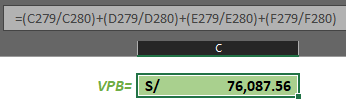 =(C279/C280)+(D279/D280)+(E279/E280)+(F279/F280)
C
VPB= S/ 76,087.56